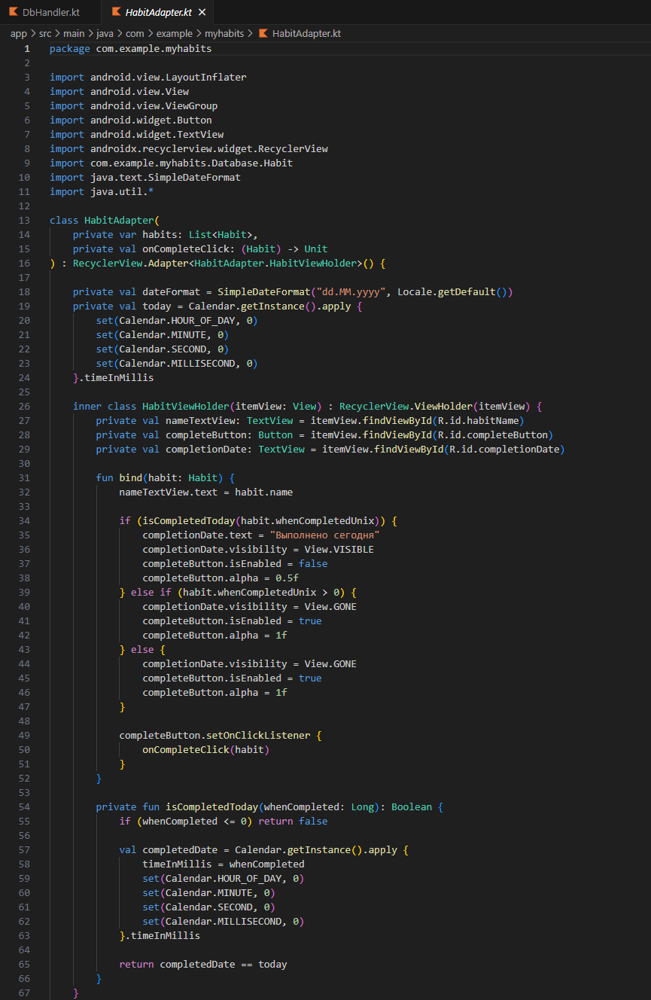 DbHandler.kt
HabitAdapter.kt
app > src > main > java > com > example > myhabits > HabitAdapter.kt
1 package com.example.myhabits
2
3 import android.view.LayoutInflater
4 import android.view.View
5 import android.view.ViewGroup
6 import android.widget.Button
7 import android.widget.TextView
8 import androidx.recyclerview.widget.RecyclerView
9 import com.example.myhabits.Database.Habit
10 import java.text.SimpleDateFormat
11 import java.util.*
12
13 class HabitAdapter(
14     private var habits: List<Habit>,
15     private val onCompleteClick: (Habit) -> Unit
16 ) : RecyclerView.Adapter<HabitAdapter.HabitViewHolder>() {
17
18     private val dateFormat = SimpleDateFormat("dd.MM.yyyy", Locale.getDefault())
19     private val today = Calendar.getInstance().apply {
20         set(Calendar.HOUR_OF_DAY, 0)
21         set(Calendar.MINUTE, 0)
22         set(Calendar.SECOND, 0)
23         set(Calendar.MILLISECOND, 0)
24     }.timeInMillis
25
26     inner class HabitViewHolder(itemView: View) : RecyclerView.ViewHolder(itemView) {
27         private val nameTextView: TextView = itemView.findViewById(R.id.habitName)
28         private val completeButton: Button = itemView.findViewById(R.id.completeButton)
29         private val completionDate: TextView = itemView.findViewById(R.id.completionDate)
30
31         fun bind(habit: Habit) {
32             nameTextView.text = habit.name
33
34             if (isCompletedToday(habit.whenCompletedUnix)) {
35                 completionDate.text = "Выполнено сегодня"
36                 completionDate.visibility = View.VISIBLE
37                 completeButton.isEnabled = false
38                 completeButton.alpha = 0.5f
39             } else if (habit.whenCompletedUnix > 0) {
40                 completionDate.visibility = View.GONE
41                 completeButton.isEnabled = true
42                 completeButton.alpha = 1f
43             } else {
44                 completionDate.visibility = View.GONE
45                 completeButton.isEnabled = true
46                 completeButton.alpha = 1f
47             }
48
49             completeButton.setOnClickListener {
50                 onCompleteClick(habit)
51             }
52         }
53
54         private fun isCompletedToday(whenCompleted: Long): Boolean {
55             if (whenCompleted <= 0) return false
56
57             val completedDate = Calendar.getInstance().apply {
58                 timeInMillis = whenCompleted
59                 set(Calendar.HOUR_OF_DAY, 0)
60                 set(Calendar.MINUTE, 0)
61                 set(Calendar.SECOND, 0)
62                 set(Calendar.MILLISECOND, 0)
63             }.timeInMillis
64
65             return completedDate == today
66         }
67     }